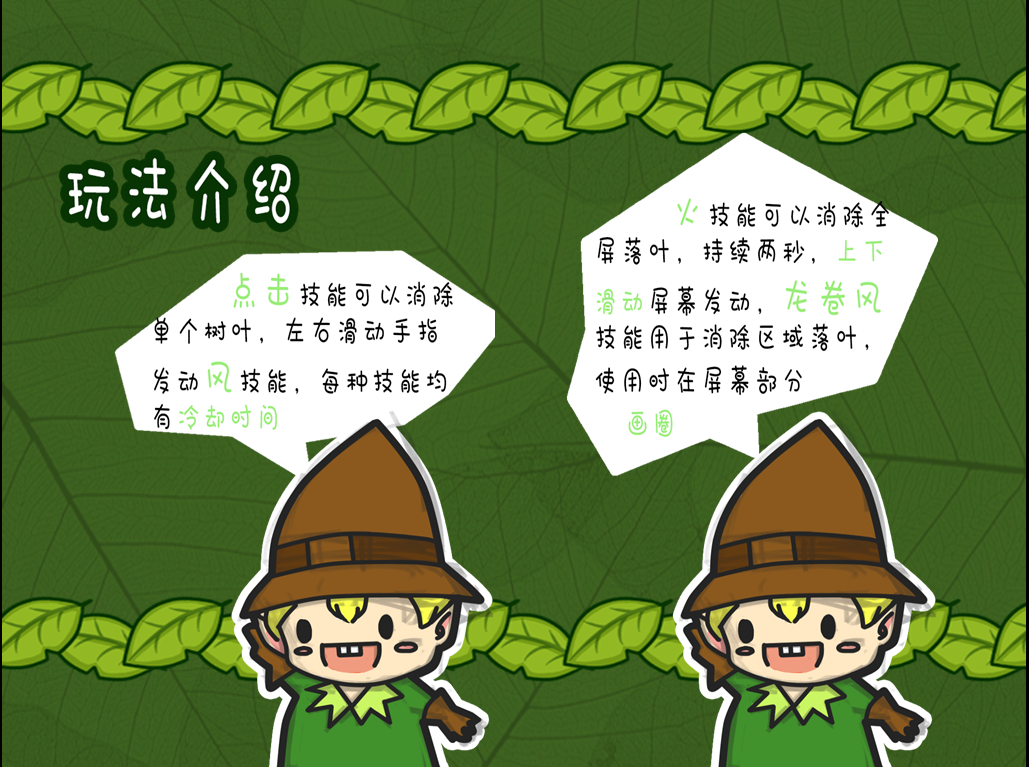 玩法介绍
点击技能可以消除
单个树叶，左右滑动手指
发动风技能，每种技能均
有冷却时间
火技能可以消除全
屏落叶，持续两秒，上下
滑动屏幕发动，龙卷风
技能用于消除区域落叶，
使用时在屏幕部分
画圈